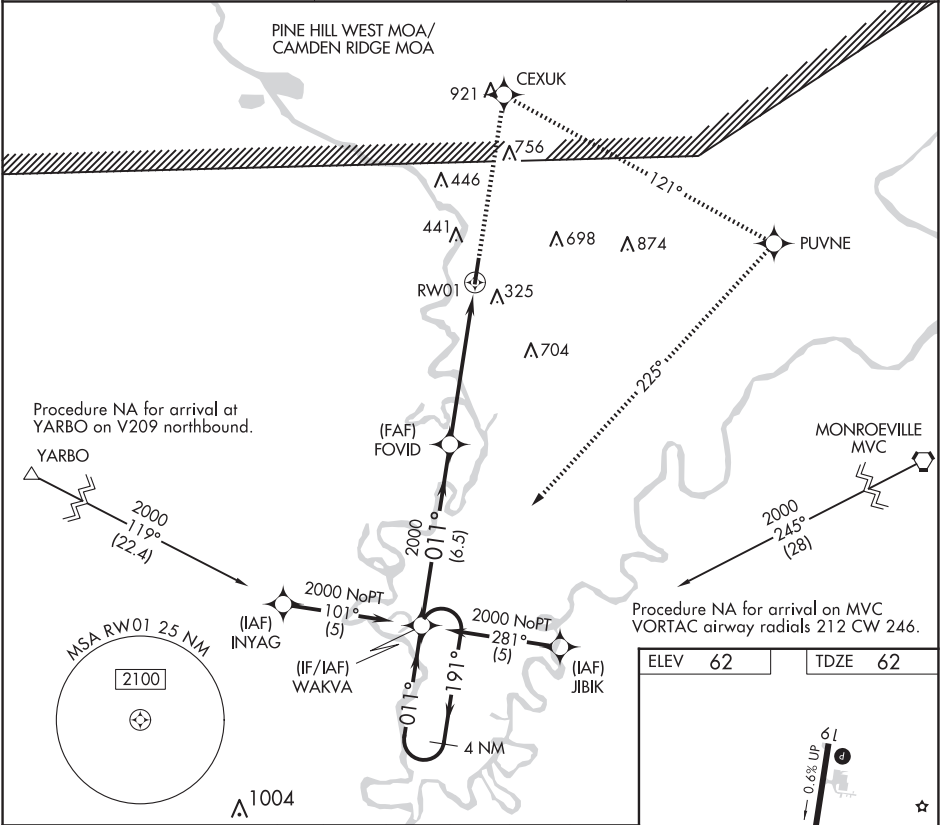 PINE HILL WEST MOA/
CAMDEN RIDGE MOA
CEXUK
921
756
446
121°
441
698
874
PUVNE
RW01
325
704
225°
Procedure NA for arrival at
YARBO on V209 northbound.
YARBO
(FAF)
FOVID
MONROEVILLE
MVC
2000
119°
(22.4)
2000
011°
(6.5)
2000
245°
(28)
2000 NoPT
101°
(5)
2000 NoPT
281°
(5)
(IAF)
INYAG
(IF/IAF)
WAKVA
(IAF)
JIBIK
Procedure NA for arrival on MVC
VORTAC airway radials 212 CW 246.
MSA RW01 25 NM
2100
011°
191°
4 NM
1004
ELEV 62
TDZE 62
19
0.6% UP
P